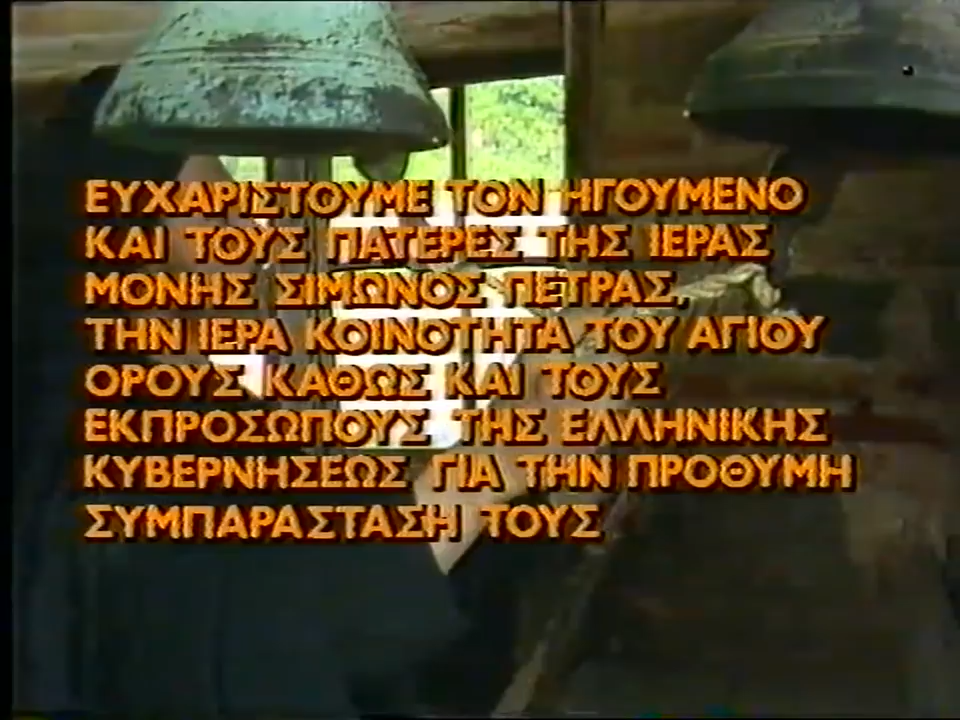 ΕΥΧΑΡΙΣΤΟΥΜΕ ΤΟΝ ΗΓΟΥΜΕΝΟ
ΚΑΙ ΤΟΥΣ ΠΑΤΕΡΕΣ ΤΗΣ ΙΕΡΑΣ
ΜΟΝΗΣ ΣΙΜΩΝΟΣ ΠΕΤΡΑΣ,
ΤΗΝ ΙΕΡΑ ΚΟΙΝΟΤΗΤΑ ΤΟΥ ΑΓΙΟΥ
ΟΡΟΥΣ ΚΑΘΩΣ ΚΑΙ ΤΟΥΣ
ΕΚΠΡΟΣΩΠΟΥΣ ΤΗΣ ΕΛΛΗΝΙΚΗΣ
ΚΥΒΕΡΝΗΣΕΩΣ ΓΙΑ ΤΗΝ ΠΡΟΘΥΜΗ
ΣΥΜΠΑΡΑΣΤΑΣΗ ΤΟΥΣ